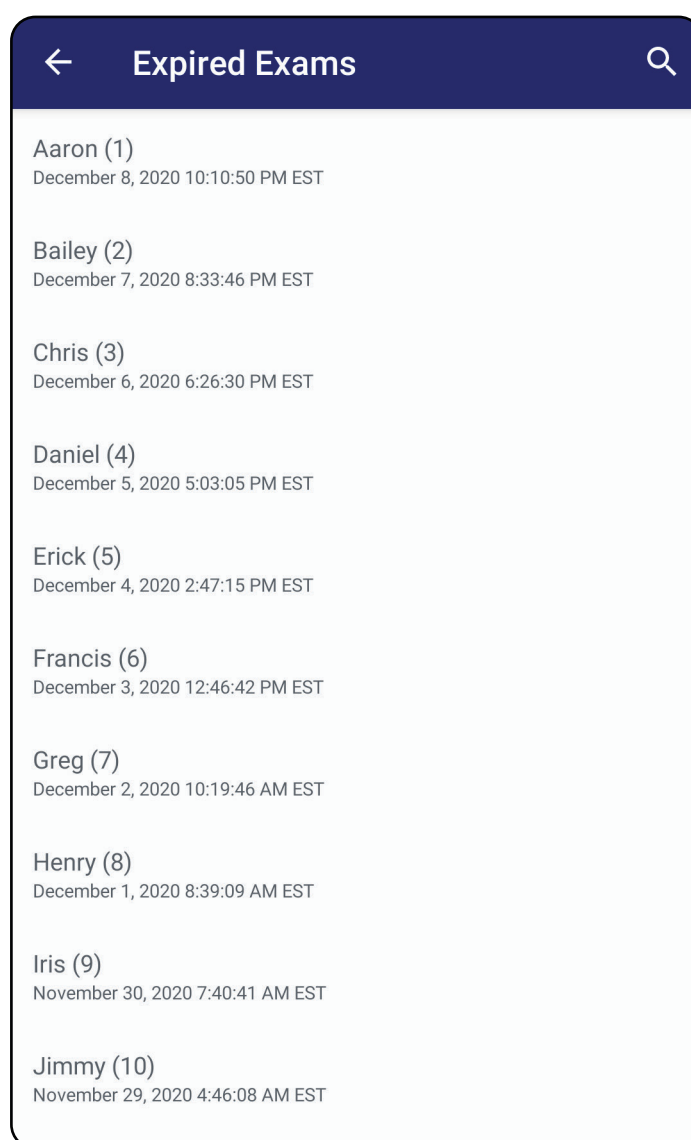 Expired Exams
Aaron (1)
December 8, 2020 10:10:50 PM EST
Bailey (2)
December 7, 2020 8:33:46 PM EST
Chris (3)
December 6, 2020 6:26:30 PM EST
Daniel (4)
December 5, 2020 5:03:05 PM EST
Erick (5)
December 4, 2020 2:47:15 PM EST
Francis (6)
December 3, 2020 12:46:42 PM EST
Greg (7)
December 2, 2020 10:19:46 AM EST
Henry (8)
December 1, 2020 8:39:09 AM EST
Iris (9)
November 30, 2020 7:40:41 AM EST
Jimmy (10)
November 29, 2020 4:46:08 AM EST